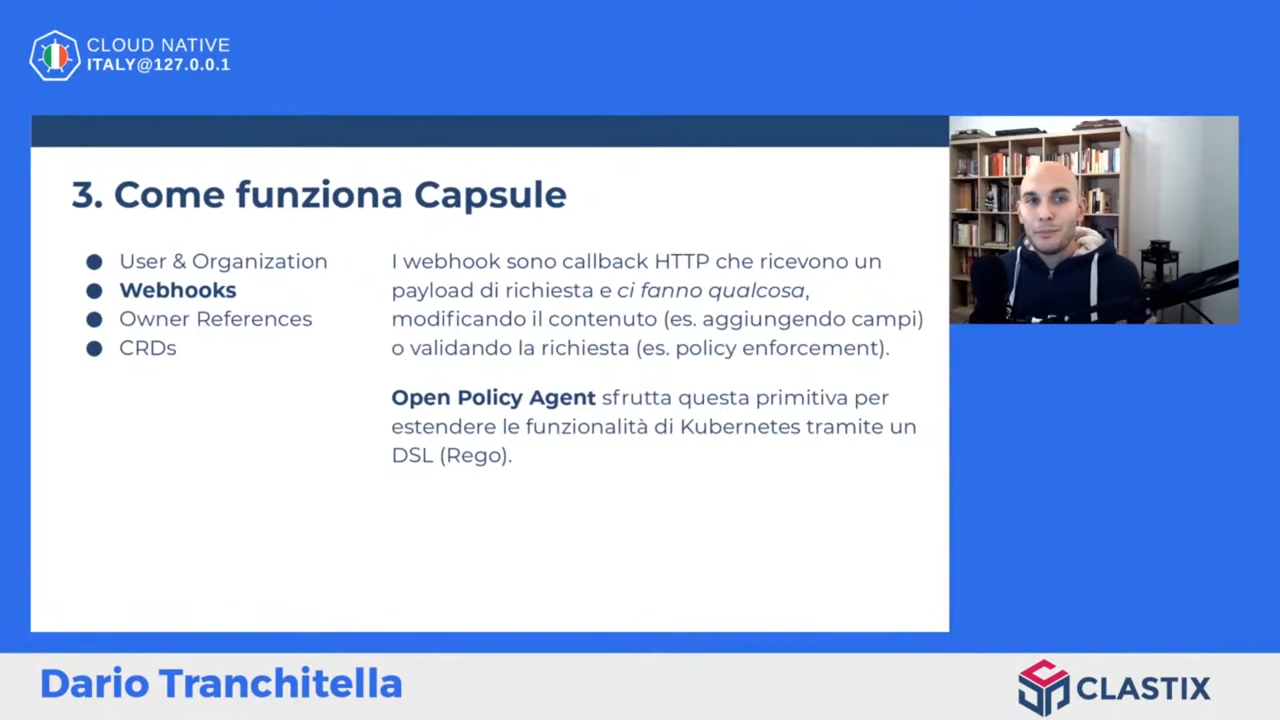 CLOUD NATIVE
ITALY@127.0.0.1
3. Come funziona Capsule
User & Organization
Webhooks
Owner References
CRDs
I webhook sono callback HTTP che ricevono un
payload di richiesta e ci fanno qualcosa,
modificando il contenuto (es. aggiungendo campi)
o validando la richiesta (es. policy enforcement).
Open Policy Agent sfrutta questa primitiva per
estendere le funzionalità di Kubernetes tramite un
DSL (Rego).
Dario Tranchitella
CLASTIX